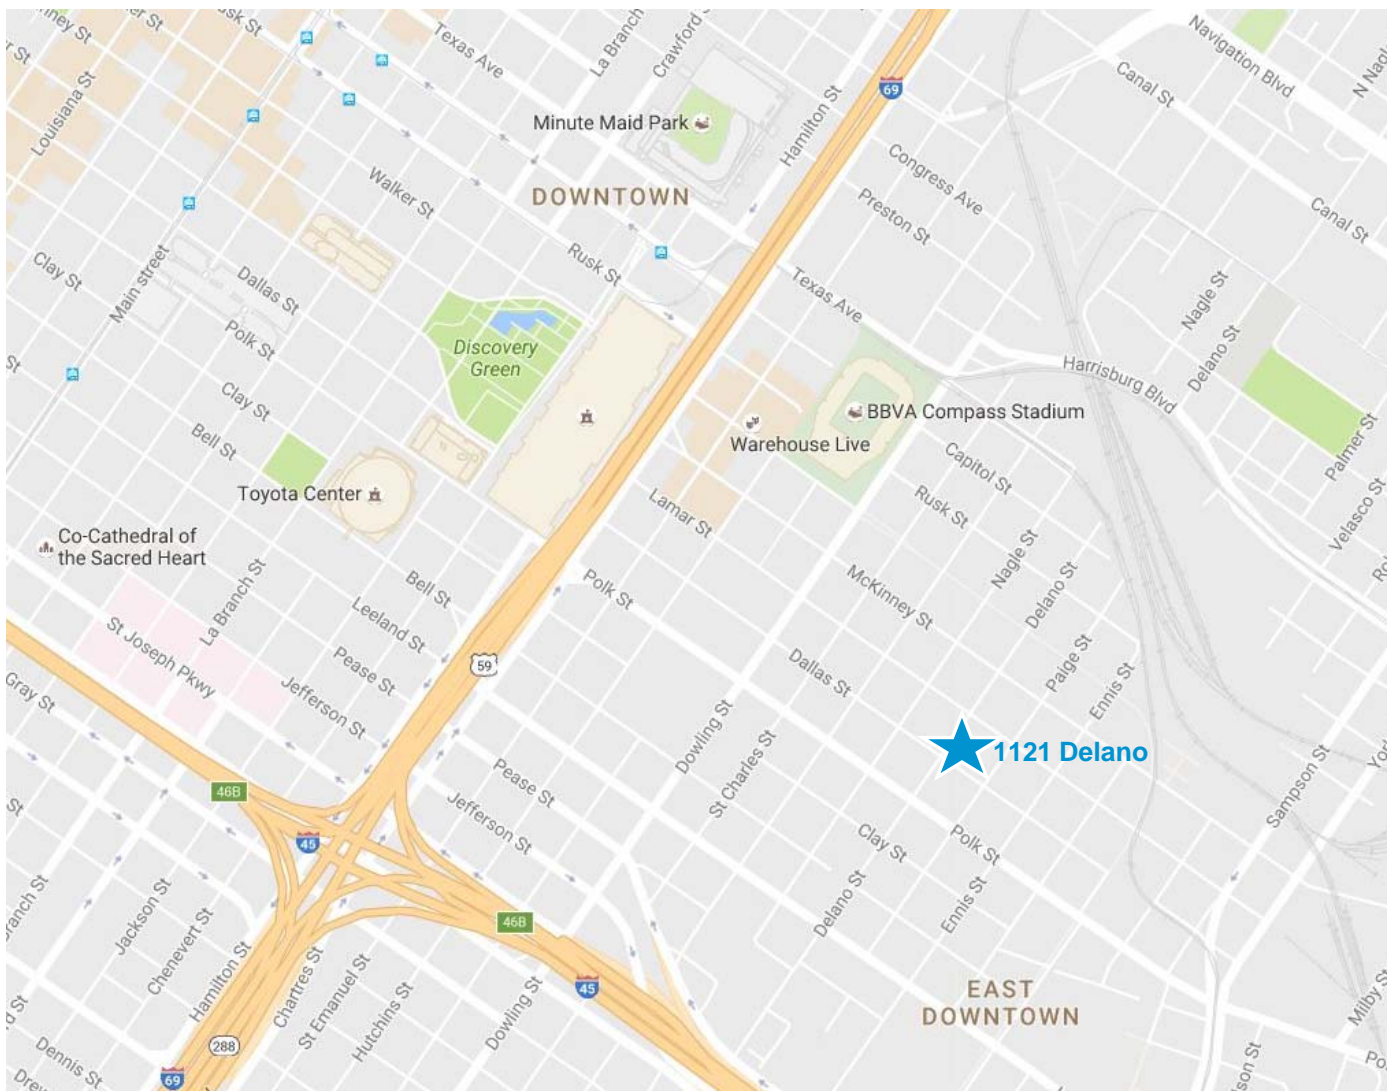 Texas Ave
La Branch
Crawford
Louisiana St
69
Navigation Blvd
Canal St
Minute Maid Park
Hamilton St
Congress Ave
Walker St
DOWNTOWN
Preston St
Canal St
Rusk St
Clay St
Main street
Dallas St
Texas Ave
Nagle St
Polk St
Delano St
Discovery
Green
Harrisburg Blvd
St
Clay St
BBVA Compass Stadium
Warehouse Live
Palmer St
Bell St
Capitol St
Toyota Center
Rusk St
Lamar St
Velasco St
Co-Cathedral of
the Sacred Heart
Nagle St
La Branch St
Bell St
Polk St
McKinney St
Delano St
Leeland St
St Joseph Pkwy
Pease St
59
Dallas St
Paige St
Ennis St
Gray St
Jefferson St
Dowling St
1121 Delano
St Charles St
Pease St
46B
Sampson St
St
45
Jefferson St
Clay St
Polk St
Jackson St
Delano St
Ennis St
46B
Chenevert St
Hamilton St
Chartres St
St Emanuel St
45
EAST
DOWNTOWN
Hutchins St
Dowling St
Milby S
Dennis St
288
69